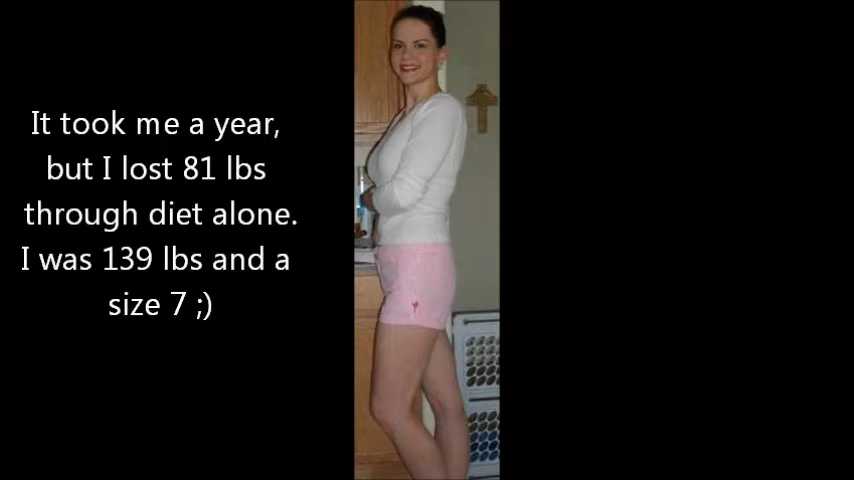 It took me a year,
but I lost 81 lbs
through diet alone.
I was 139 lbs and a
size 7 ;)